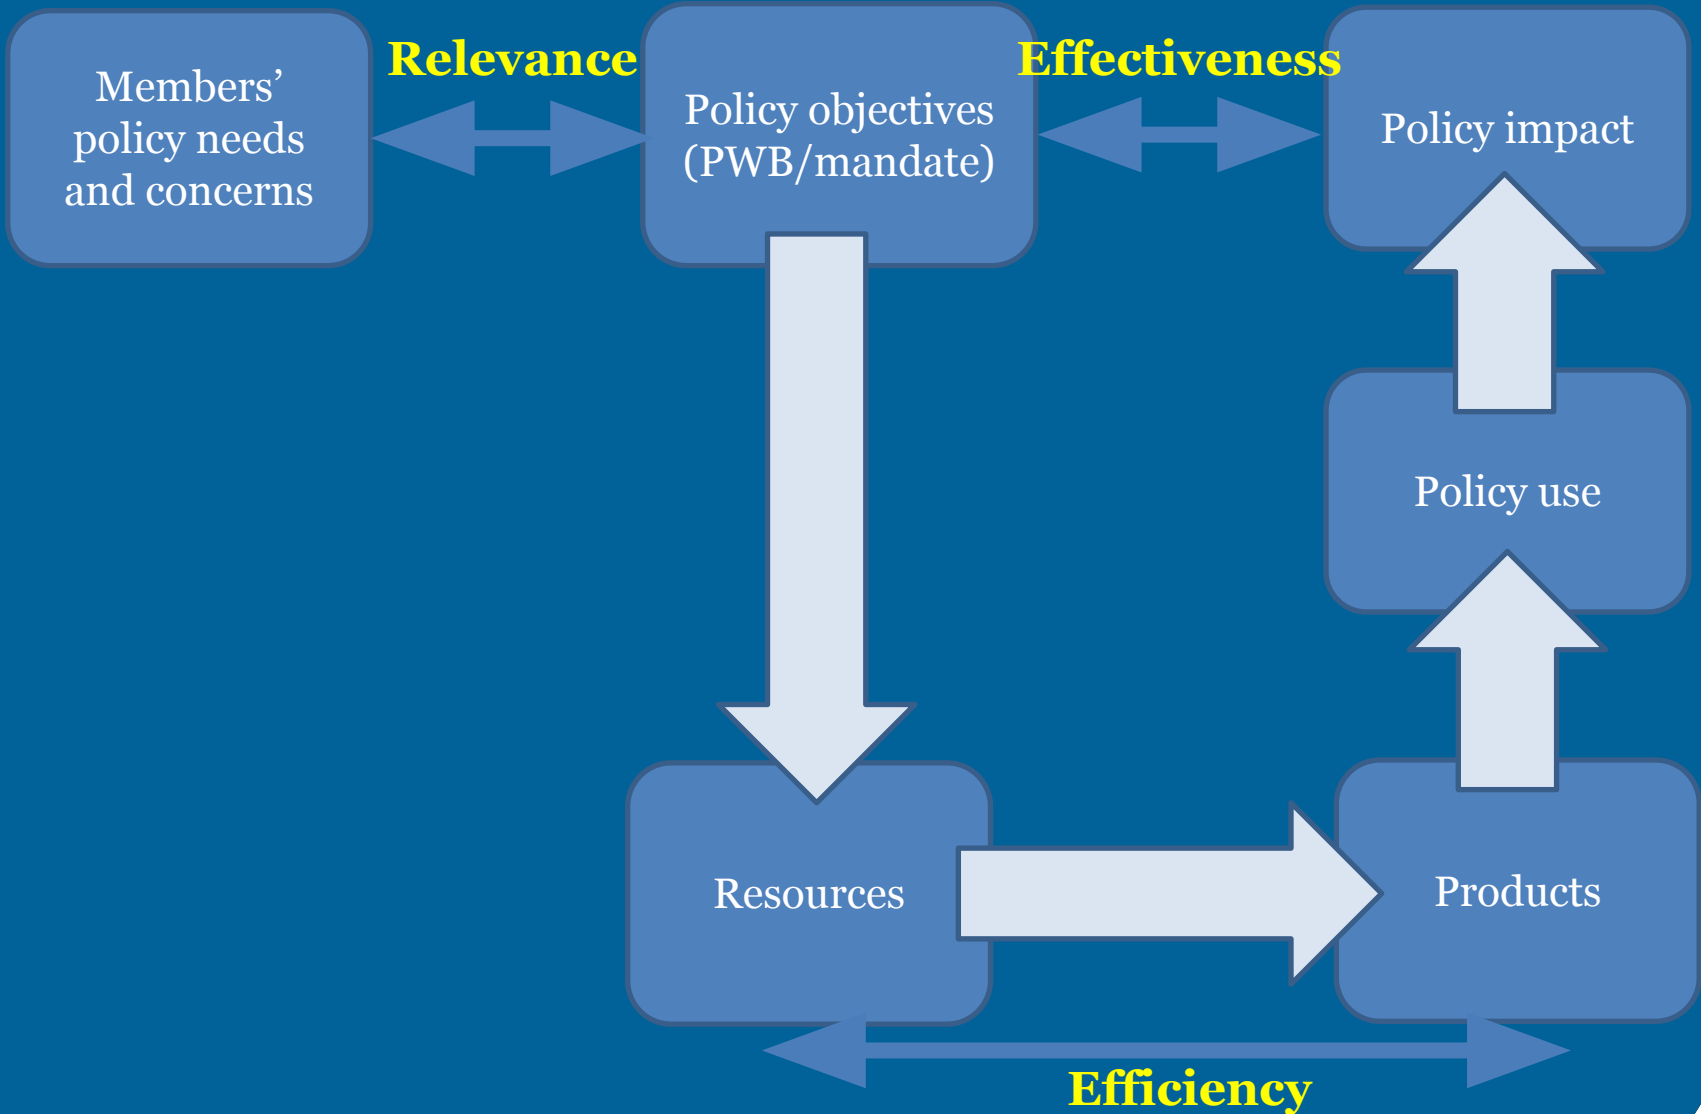 Members’
policy needs
and concerns
Relevance
Policy objectives
(PWB/mandate)
Effectiveness
Policy impact
Policy use
Resources
Products
Efficiency